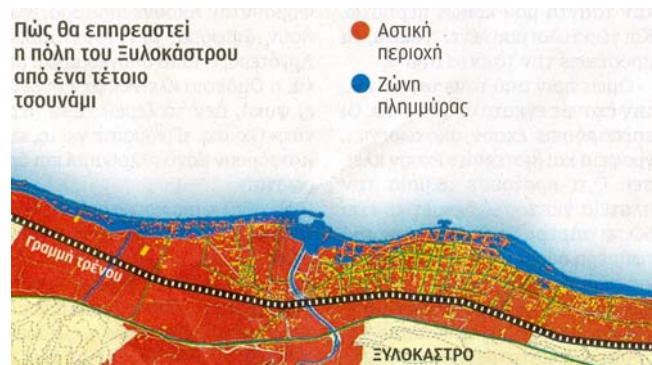 Πώς θα επηρεαστεί
η πόλη του Ξυλοκάστρου
από ένα τέτοιο
τσουνάμι
Αστική
περιοχή
Ζώνη
πλημμύρας
Γραμμή τρένου
ΞΥΛΟΚΑΣΤΡΟ